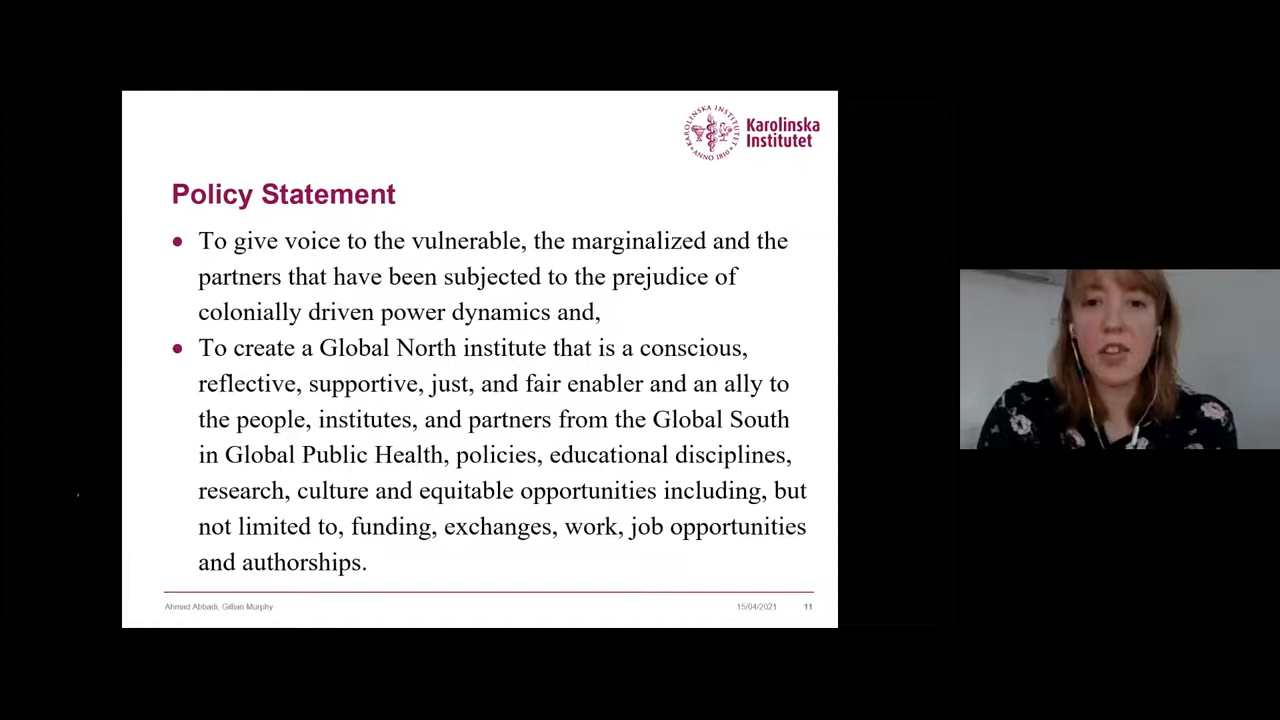 KAROLINSKA INSTITUTET
ANNO 1810
Karolinska
Institutet
Policy Statement
To give voice to the vulnerable, the marginalized and the
partners that have been subjected to the prejudice of
colonially driven power dynamics and,
To create a Global North institute that is a conscious,
reflective, supportive, just, and fair enabler and an ally to
the people, institutes, and partners from the Global South
in Global Public Health, policies, educational disciplines,
research, culture and equitable opportunities including, but
not limited to, funding, exchanges, work, job opportunities
and authorships.
Ahmad Abbadi, Gillian Murphy
15/04/2021
11